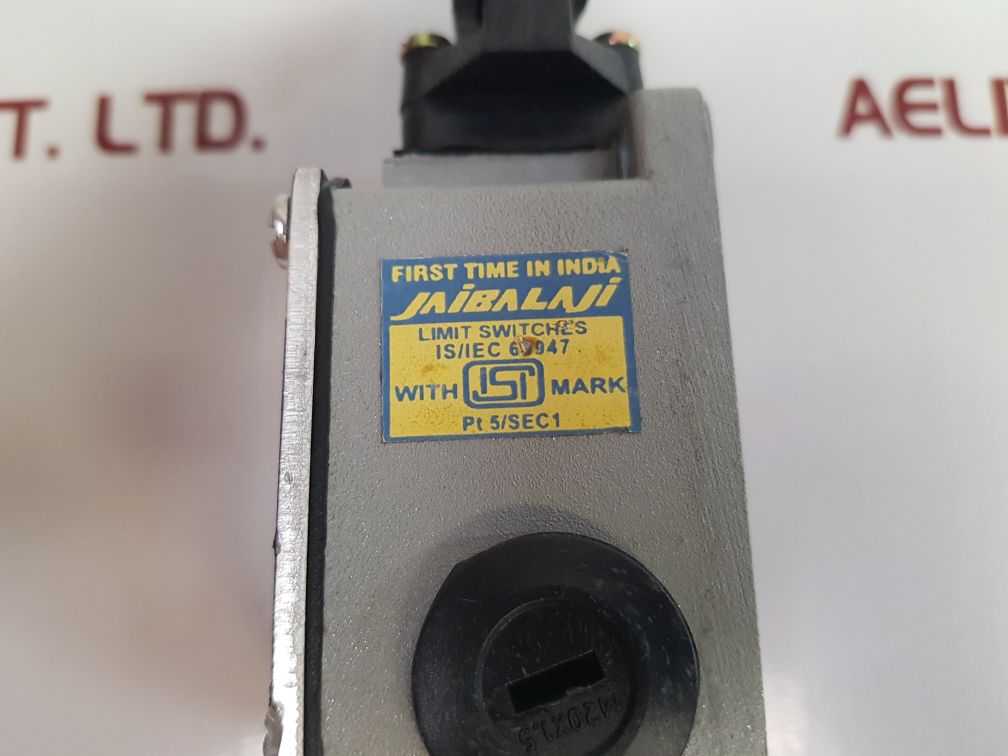 T. LTD.
AELI
FIRST TIME IN INDIA
JAIBALAJI
LIMIT SWITCHES
IS/IEC 60947
WITH ISI MARK
Pt 5/SEC1
M20X1.5